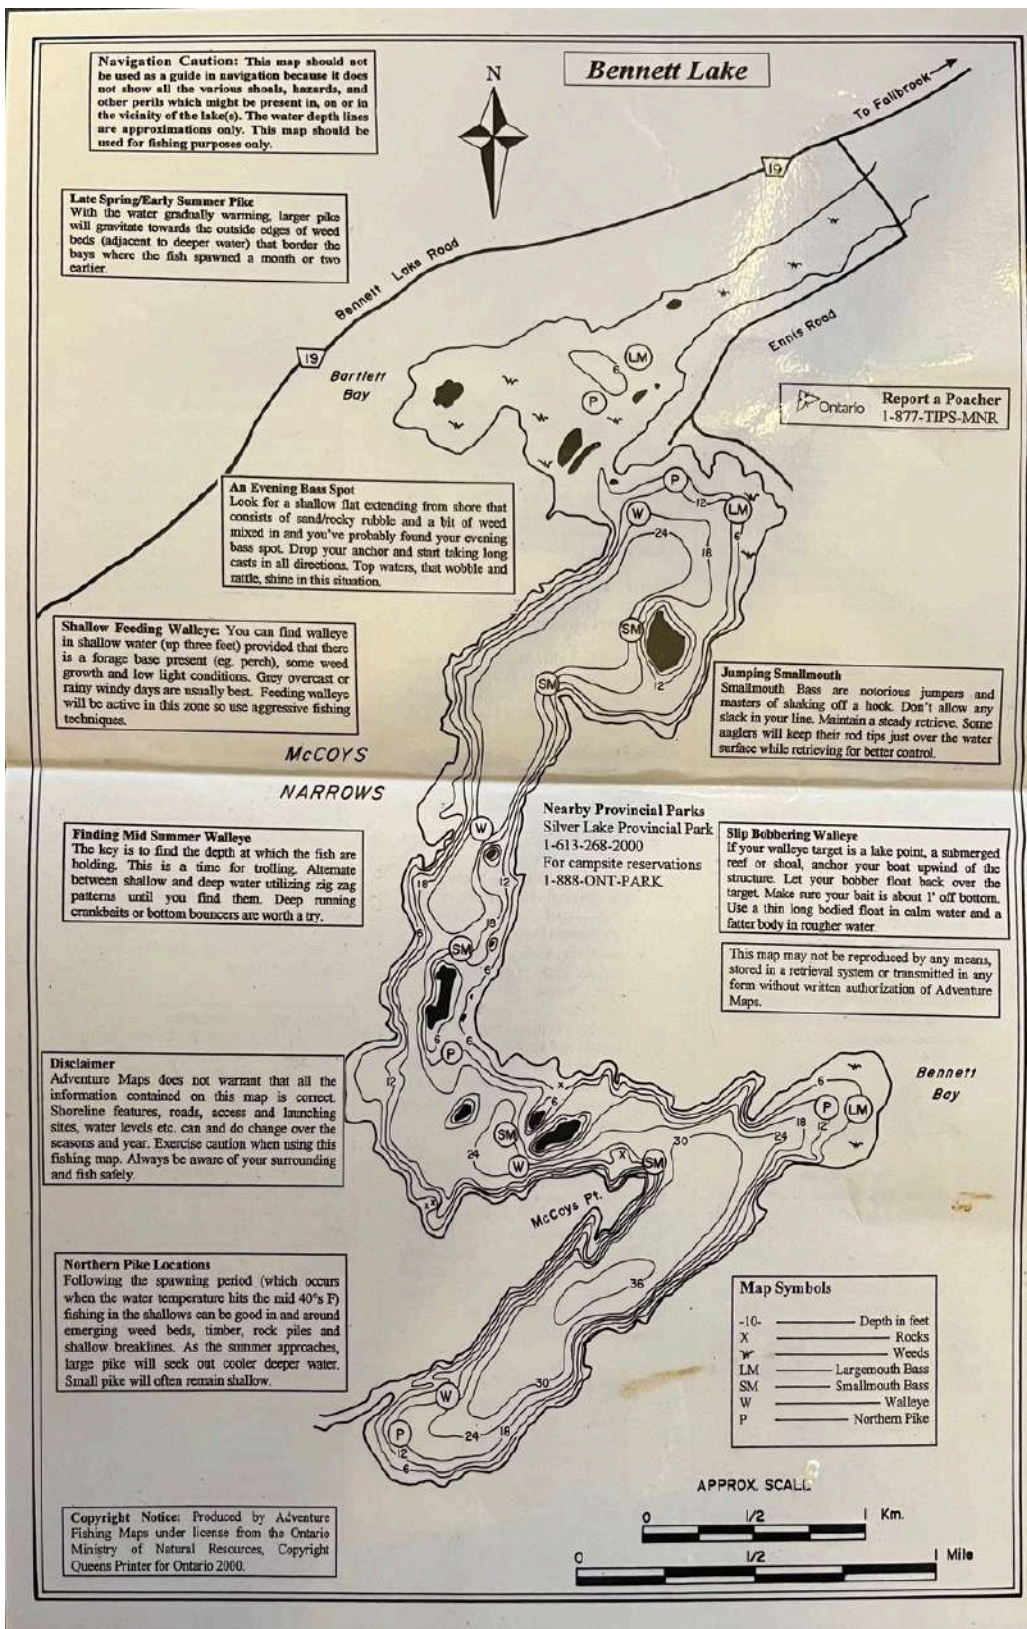 Navigation Caution: This map should not
be used as a guide in navigation because it does
not show all the various shoals, hazards, and
other perils which might be present in, on or in
the vicinity of the lake(s). The water depth lines
are approximations only. This map should be
used for fishing purposes only.
N
Bennett Lake
To Fallbrook
19
Late Spring/Early Summer Pike
With the water gradually warming, larger pike
will gravitate towards the outside edges of weed
beds (adjacent to deeper water) that border the
bays where the fish spawned a month or two
earlier.
Bennett Lake Road
19
Ennis Road
Bartlett
Bay
LM
6
P
Ontario
Report a Poacher
1-877-TIPS-MNR
An Evening Bass Spot
Look for a shallow flat extending from shore that
consists of sand/rocky rubble and a bit of weed
mixed in and you've probably found your evening
bass spot. Drop your anchor and start taking long
casts in all directions. Top waters, that wobble and
rattle, shine in this situation.
P
12
LM
W
24
6
18
Shallow Feeding Walleye: You can find walleye
in shallow water (up three feet) provided that there
is a forage base present (eg. perch), some weed
growth and low light conditions. Grey overcast or
rainy windy days are usually best. Feeding walleye
will be active in this zone so use aggressive fishing
techniques.
SM
SM
12
Jumping Smallmouth
Smallmouth Bass are notorious jumpers and
masters of shaking off a hook. Don't allow any
slack in your line. Maintain a steady retrieve. Some
anglers will keep their rod tips just over the water
surface while retrieving for better control.
McCOYS
NARROWS
Nearby Provincial Parks
Silver Lake Provincial Park
1-613-268-2000
For campsite reservations
1-888-ONT-PARK
Finding Mid Summer Walleye
The key is to find the depth at which the fish are
holding. This is a time for trolling. Alternate
between shallow and deep water utilizing zig zag
patterns until you find them. Deep running
crankbaits or bottom bouncers are worth a try.
W
18
12
6
18
SM
6
Slip Bobbering Walleye
If your walleye target is a lake point, a submerged
reef or shoal, anchor your boat upwind of the
structure. Let your bobber float back over the
target. Make sure your bait is about 1' off bottom.
Use a thin long bodied float in calm water and a
fatter body in rougher water.
This map may not be reproduced by any means,
stored in a retrieval system or transmitted in any
form without written authorization of Adventure
Maps.
6
6
P
Disclaimer
Adventure Maps does not warrant that all the
information contained on this map is correct.
Shoreline features, roads, access and launching
sites, water levels etc. can and do change over the
seasons and year. Exercise caution when using this
fishing map. Always be aware of your surrounding
and fish safely.
12
x
6
SM
24
W
x
SM
30
24
18
12
6
P
LM
Bennett
Bay
xx
McCoys Pt.
36
Northern Pike Locations
Following the spawning period (which occurs
when the water temperature hits the mid 40°s F)
fishing in the shallows can be good in and around
emerging weed beds, timber, rock piles and
shallow breaklines. As the summer approaches,
large pike will seek out cooler deeper water.
Small pike will often remain shallow.
30
W
P
24
18
12
6
Map Symbols
-10- Depth in feet
X Rocks
Weeds
LM Largemouth Bass
SM Smallmouth Bass
W Walleye
P Northern Pike
APPROX. SCALE
0 1/2 1 Km.
0 1/2 1 Mile
Copyright Notice: Produced by Adventure
Fishing Maps under license from the Ontario
Ministry of Natural Resources, Copyright
Queens Printer for Ontario 2000.